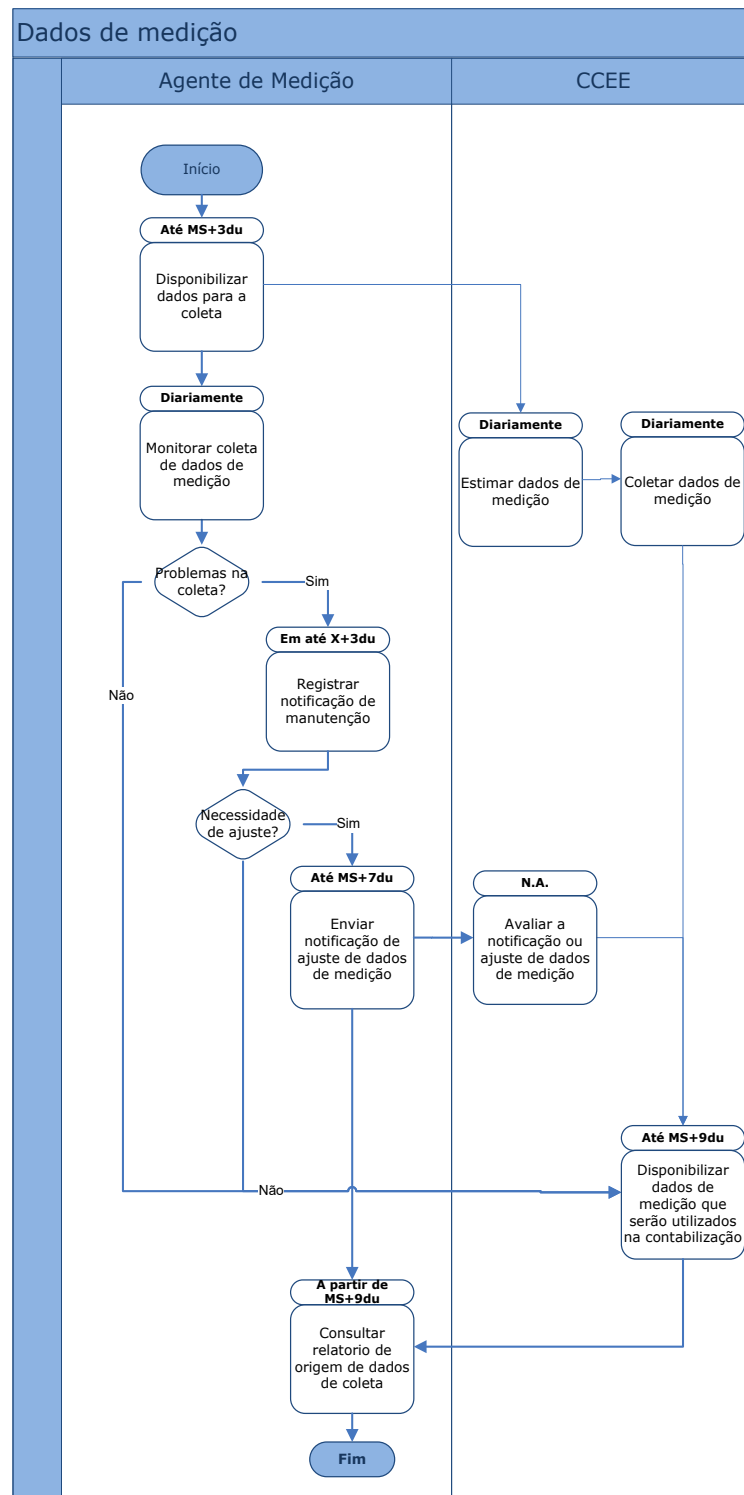 Dados de medição
Agente de Medição
CCEE
Início
Até MS+3du
Disponibilizar
dados para a
coleta
Diariamente
Monitorar coleta
de dados de
medição
Diariamente
Estimar dados de
medição
Diariamente
Coletar dados de
medição
Problemas na
coleta?
Sim
Não
Em até X+3du
Registrar
notificação de
manutenção
Necessidade
de ajuste?
Sim
Até MS+7du
Enviar
notificação de
ajuste de dados
de medição
N.A.
Avaliar a
notificação ou
ajuste de dados
de medição
Não
Até MS+9du
Disponibilizar
dados de
medição que
serão utilizados
na contabilização
A partir de
MS+9du
Consultar
relatorio de
origem de dados
de coleta
Fim